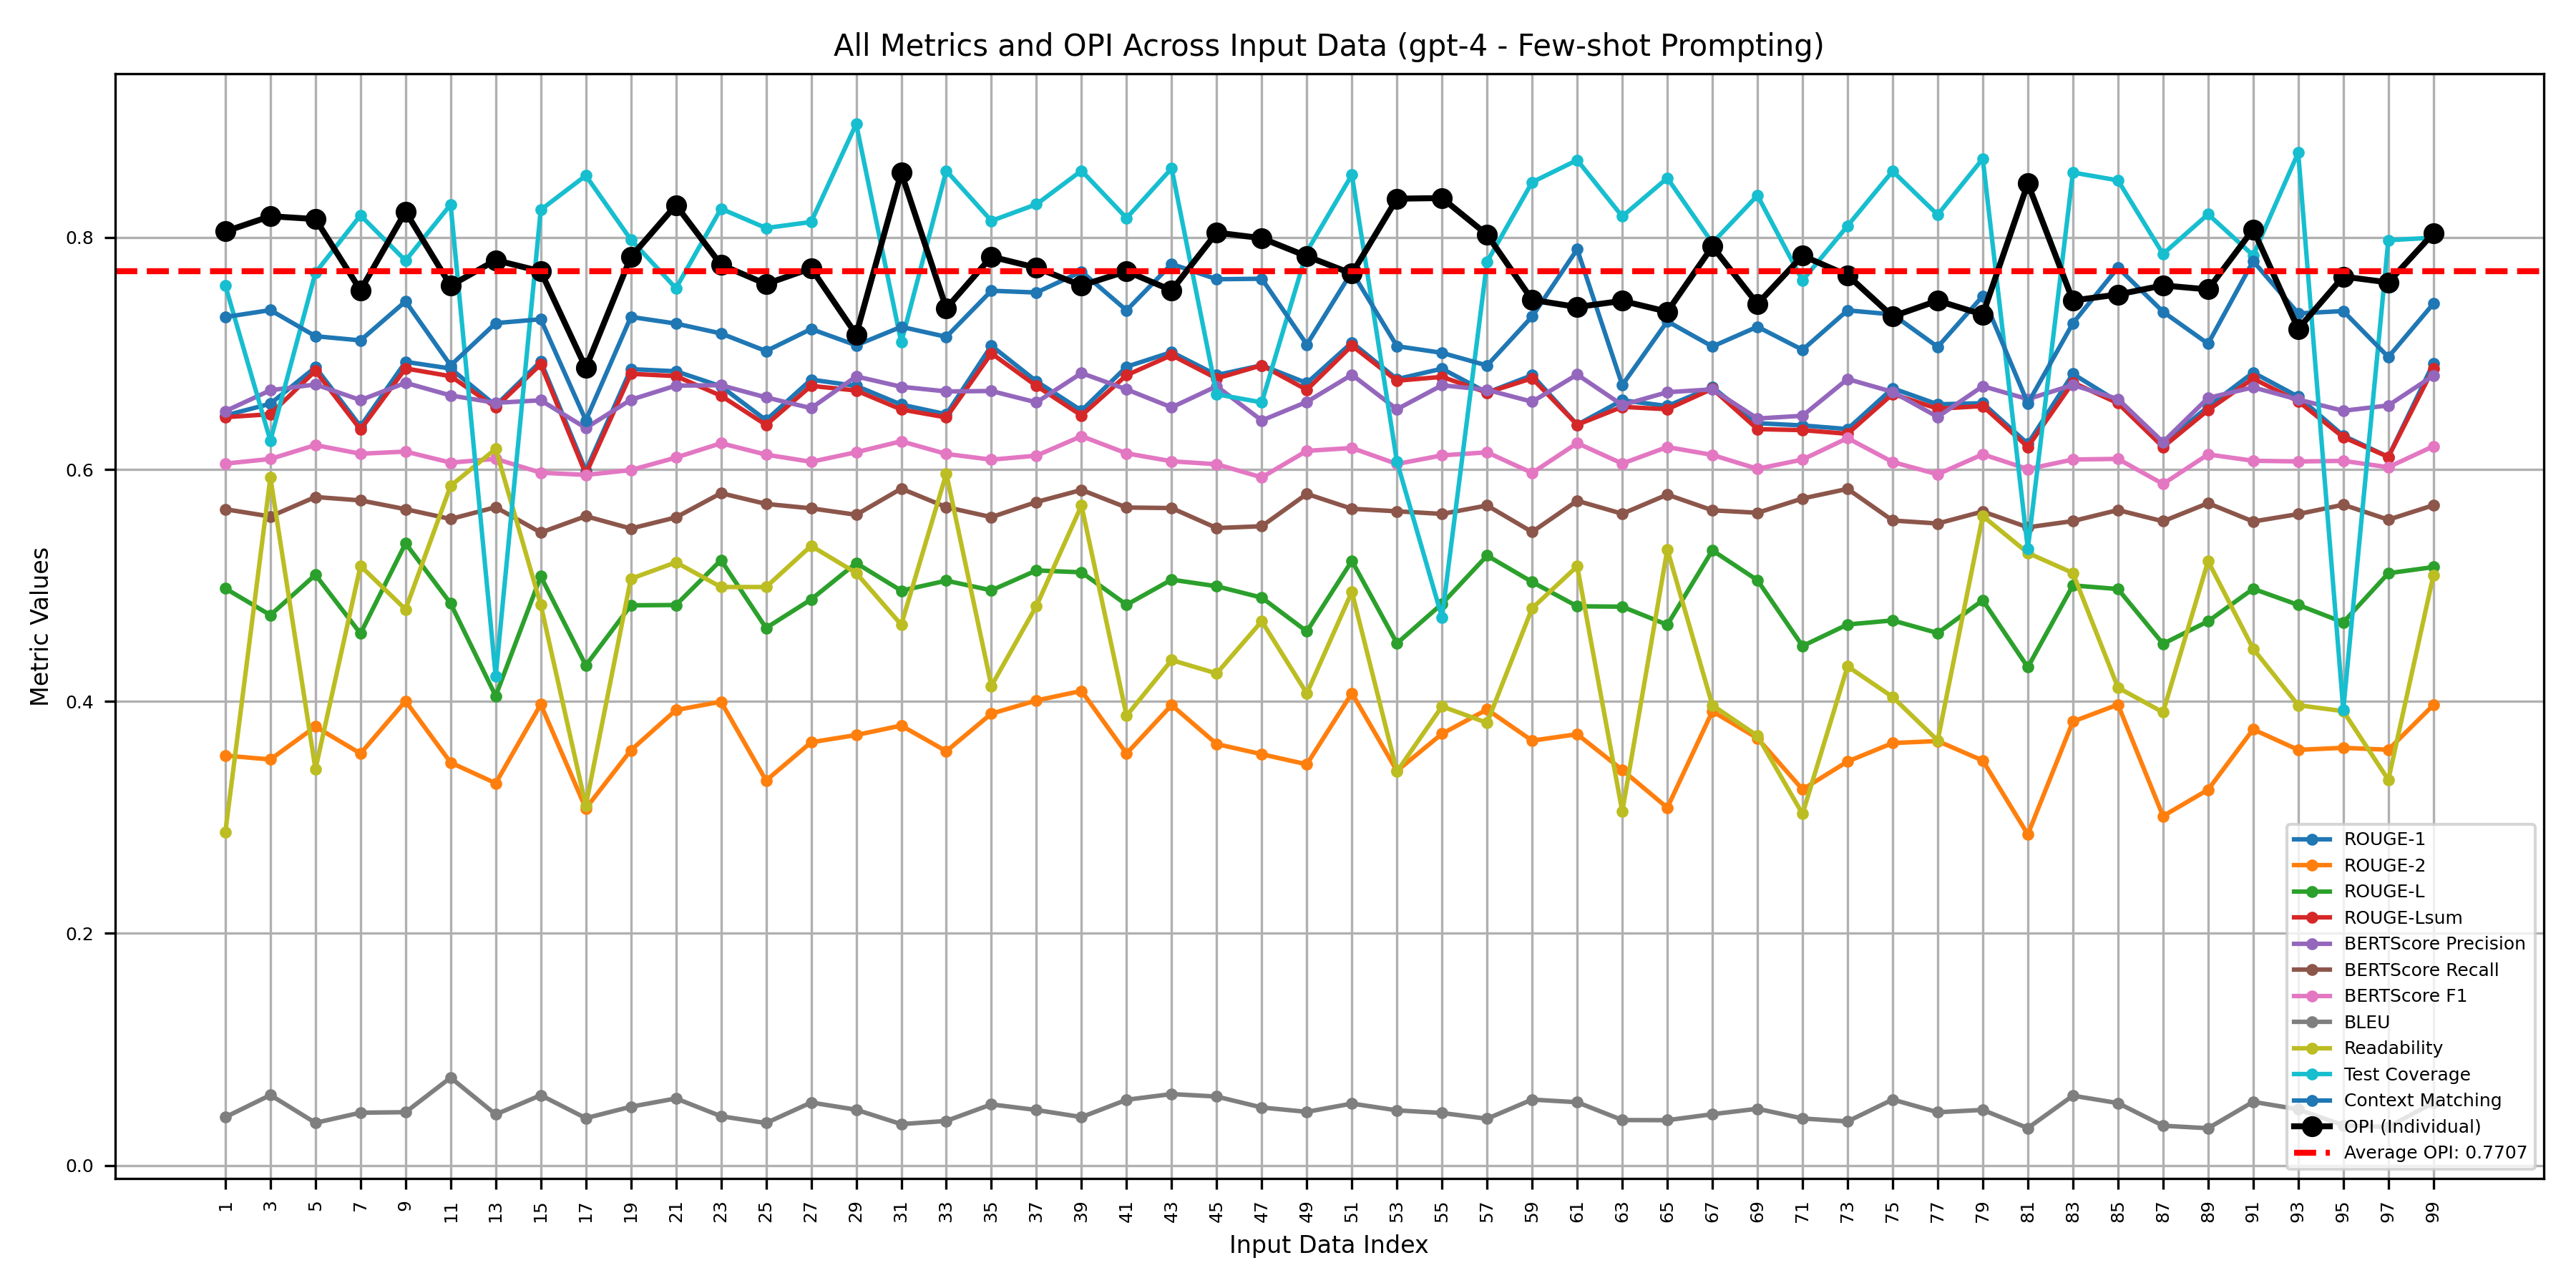 All Metrics and OPI Across Input Data (gpt-4 - Few-shot Prompting)
Metric Values
0.8
0.6
0.4
0.2
0.0
ROUGE-1
ROUGE-2
ROUGE-L
ROUGE-Lsum
BERTScore Precision
BERTScore Recall
BERTScore F1
BLEU
Readability
Test Coverage
Context Matching
OPI (Individual)
Average OPI: 0.7707
1 3 5 7 9 11 13 15 17 19 21 23 25 27 29 31 33 35 37 39 41 43 45 47 49 51 53 55 57 59 61 63 65 67 69 71 73 75 77 79 81 83 85 87 89 91 93 95 97 99
Input Data Index